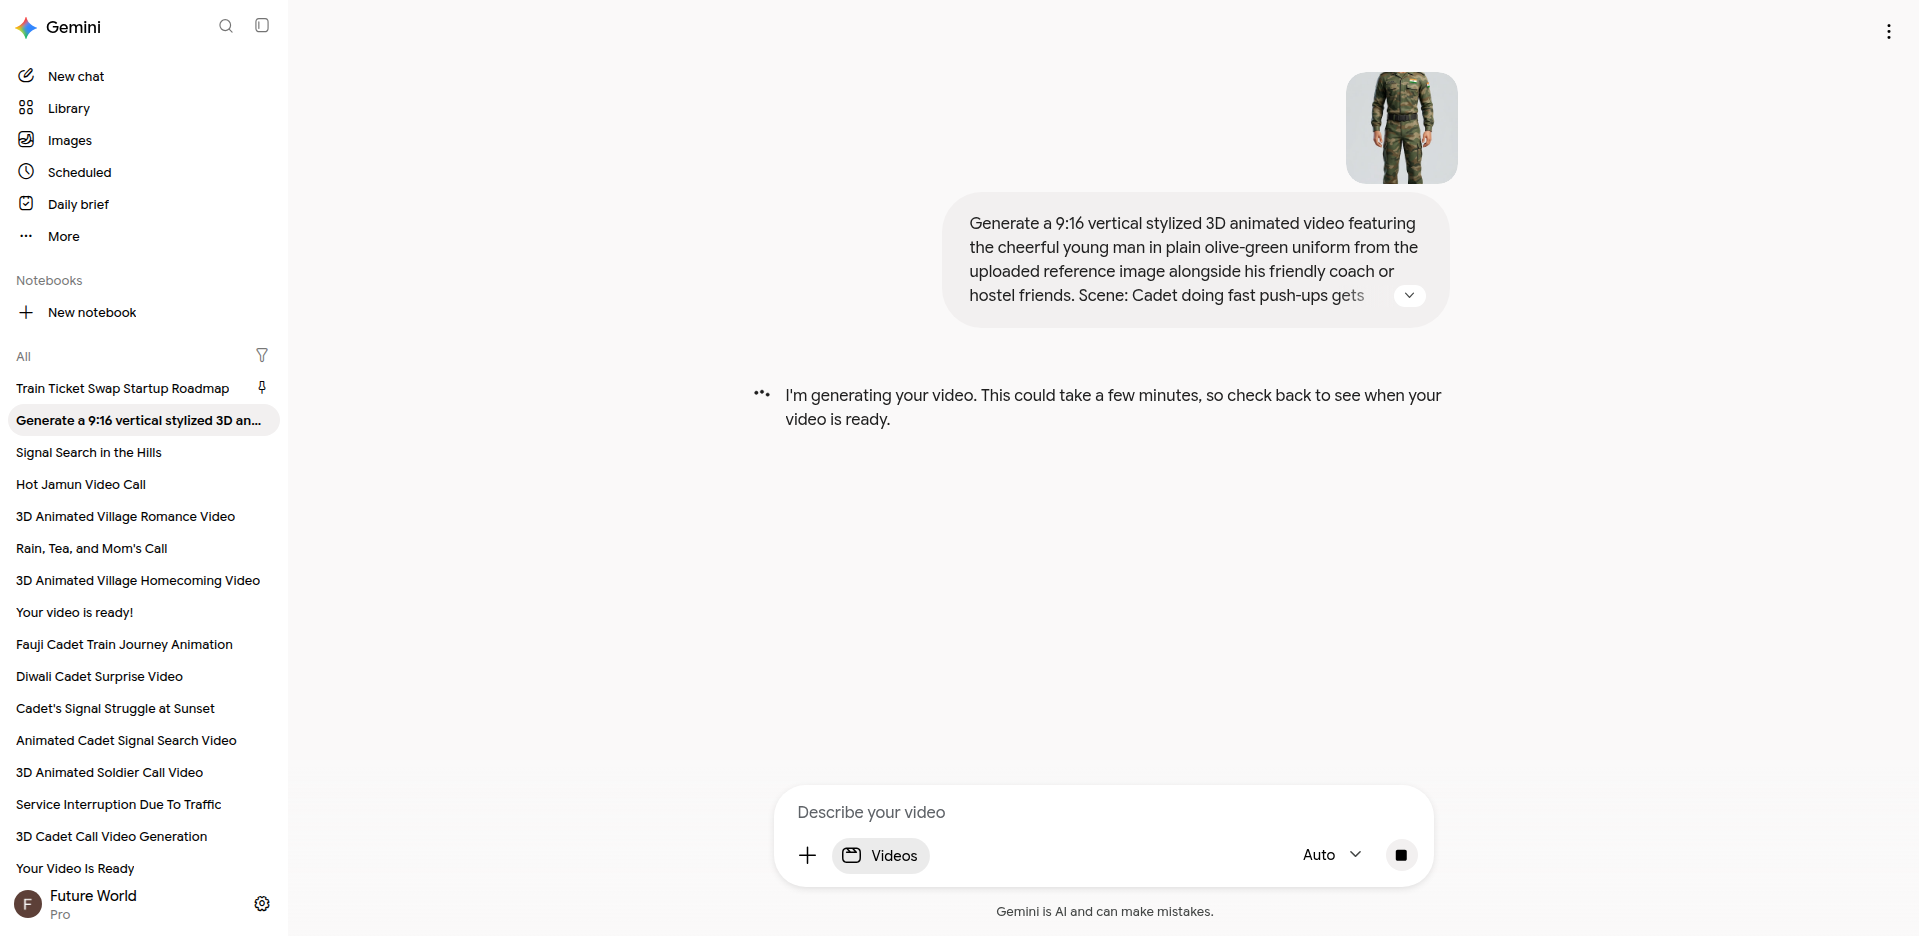 Gemini
New chat
Library
Images
Scheduled
Daily brief
More
Notebooks
New notebook
All
Train Ticket Swap Startup Roadmap
Generate a 9:16 vertical stylized 3D an...
Signal Search in the Hills
Hot Jamun Video Call
3D Animated Village Romance Video
Rain, Tea, and Mom's Call
3D Animated Village Homecoming Video
Your video is ready!
Fauji Cadet Train Journey Animation
Diwali Cadet Surprise Video
Cadet's Signal Struggle at Sunset
Animated Cadet Signal Search Video
3D Animated Soldier Call Video
Service Interruption Due To Traffic
3D Cadet Call Video Generation
Your Video Is Ready
F
Future World
Pro
Generate a 9:16 vertical stylized 3D animated video featuring
the cheerful young man in plain olive-green uniform from the
uploaded reference image alongside his friendly coach or
hostel friends. Scene: Cadet doing fast push-ups gets
I'm generating your video. This could take a few minutes, so check back to see when your
video is ready.
Describe your video
Videos
Auto
Gemini is AI and can make mistakes.